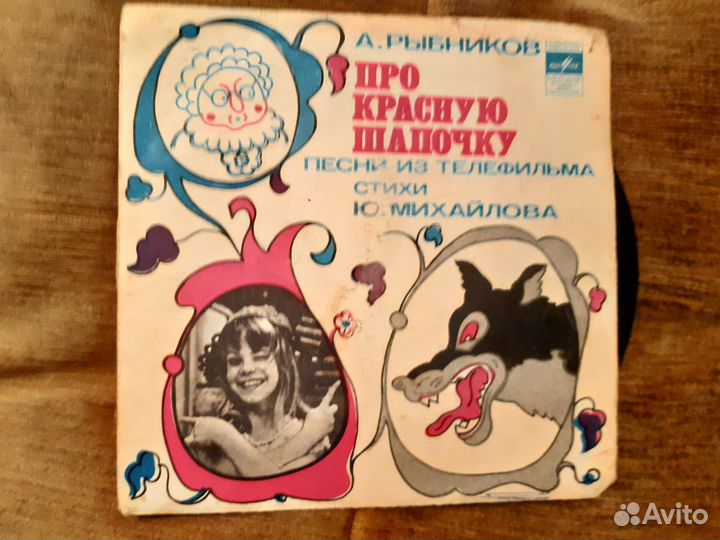 А. РЫБНИКОВ
ПРО
КРАСНУЮ
ШАПОЧКУ
ПЕСНИ ИЗ ТЕЛЕФИЛЬМА
СТИХИ
Ю. МИХАЙЛОВА
Avito